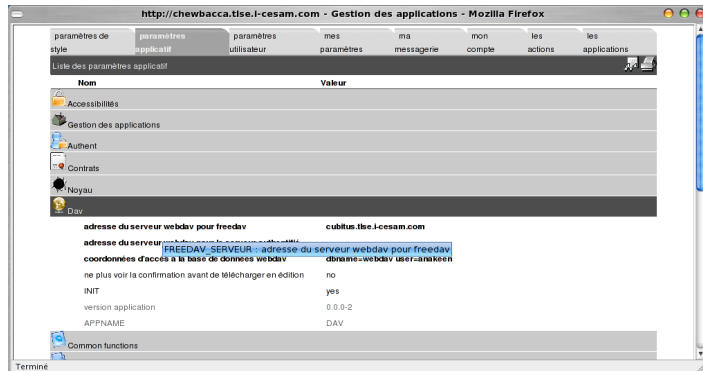 http://chewbacca.tlse.i-cesam.com - Gestion des applications - Mozilla Firefox
paramètres de style
paramètres applicatif
paramètres utilisateur
mes paramètres
ma messagerie
mon compte
les actions
les applications
Liste des paramètres applicatif
Nom Valeur
Accessibilités
Gestion des applications
Authent
Contrats
Noyau
Dav
adresse du serveur webdav pour freedav cubitus.tlse.i-cesam.com
adresse du serveur webdav pour le serveur authentifié
FREEDAV_SERVEUR : adresse du serveur webdav pour freedav
coordonnées d'accès à la base de données webdav dbname=webdav user=anakeen
ne plus voir la confirmation avant de télécharger en édition no
INIT yes
version application 0.0.0-2
APPNAME DAV
Common functions
Terminé